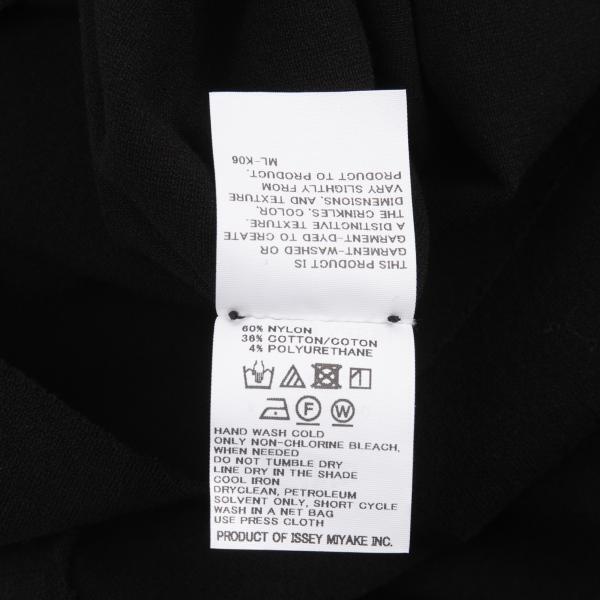 THIS PRODUCT IS
GARMENT-WASHED OR
GARMENT-DYED TO CREATE
A DISTINCTIVE TEXTURE.
THE CRINKLES, COLOR,
DIMENSIONS, AND TEXTURE
VARY SLIGHTLY FROM
PRODUCT TO PRODUCT.
ML-K06
60% NYLON
36% COTTON/COTON
4% POLYURETHANE
F W
HAND WASH COLD
ONLY NON-CHLORINE BLEACH,
WHEN NEEDED
DO NOT TUMBLE DRY
LINE DRY IN THE SHADE
COOL IRON
DRYCLEAN, PETROLEUM
SOLVENT ONLY, SHORT CYCLE
WASH IN A NET BAG
USE PRESS CLOTH
PRODUCT OF ISSEY MIYAKE INC.